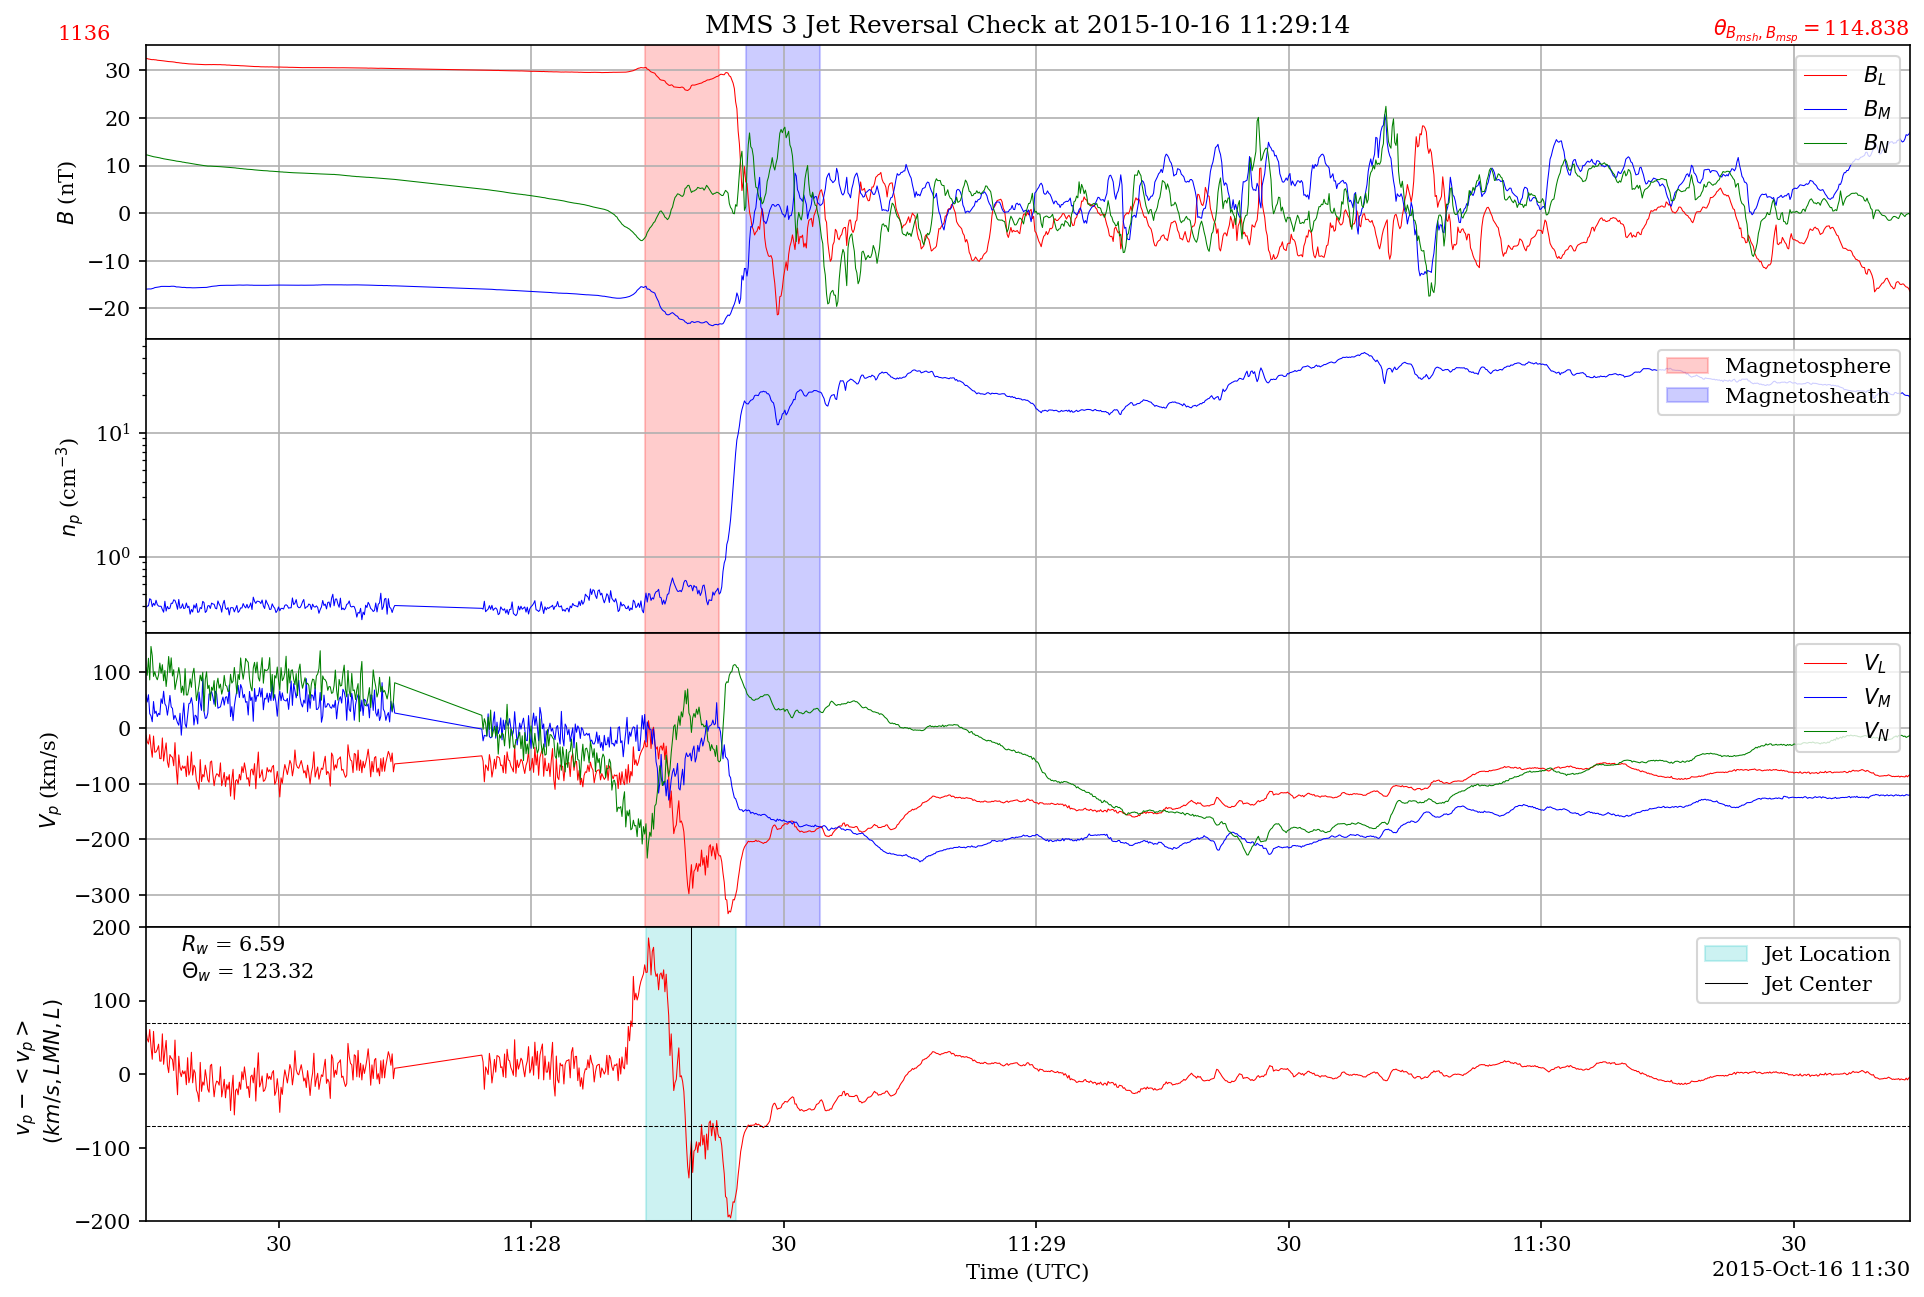 1136
MMS 3 Jet Reversal Check at 2015-10-16 11:29:14
θ_{B_{msh}, B_{msp}} = 114.838
B (nT)
30
20
10
0
−10
−20
B_L
B_M
B_N
n_p (cm^{−3})
10^1
10^0
Magnetosphere
Magnetosheath
V_p (km/s)
100
0
−100
−200
−300
V_L
V_M
V_N
v_p − < v_p >
(km/s, LMN, L)
200
100
0
−100
−200
R_w = 6.59
Θ_w = 123.32
Jet Location
Jet Center
30 11:28 30 11:29 30 11:30 30
Time (UTC)
2015-Oct-16 11:30